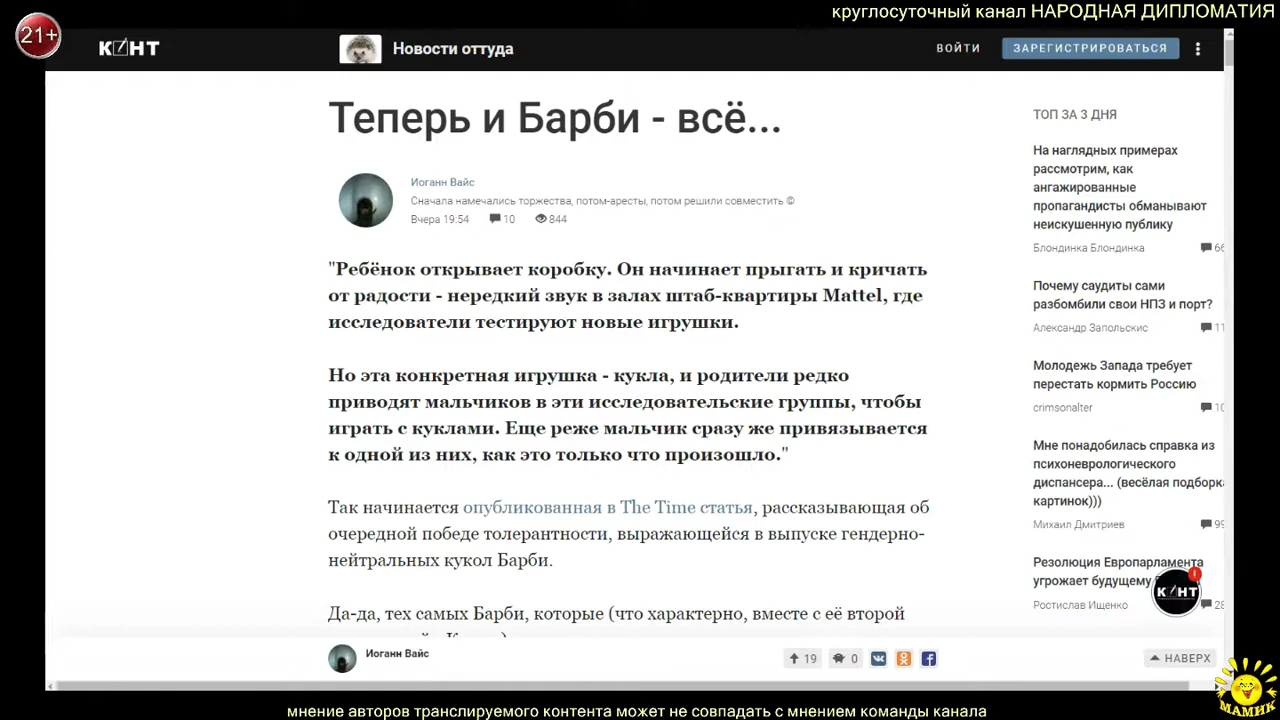 круглосуточный канал НАРОДНАЯ ДИПЛОМАТИЯ
21+
КОНТ
Новости оттуда
ВОЙТИ
ЗАРЕГИСТРИРОВАТЬСЯ
Теперь и Барби - всё...
Иоганн Вайс
Сначала намечались торжества, потом-аресты, потом решили совместить ©
Вчера 19:54 10 844
"Ребёнок открывает коробку. Он начинает прыгать и кричать
от радости - нередкий звук в залах штаб-квартиры Mattel, где
исследователи тестируют новые игрушки.
Но эта конкретная игрушка - кукла, и родители редко
приводят мальчиков в эти исследовательские группы, чтобы
играть с куклами. Еще реже мальчик сразу же привязывается
к одной из них, как это только что произошло."
Так начинается опубликованная в The Time статья, рассказывающая об
очередной победе толерантности, выражающейся в выпуске гендерно-
нейтральных кукол Барби.
Да-да, тех самых Барби, которые (что характерно, вместе с её второй
ТОП ЗА 3 ДНЯ
На наглядных примерах
рассмотрим, как
ангажированные
пропагандисты обманывают
неискушенную публику
Блондинка Блондинка 66
Почему саудиты сами
разбомбили свои НПЗ и порт?
Александр Запольскис 11
Молодежь Запада требует
перестать кормить Россию
crimsonalter 10
Мне понадобилась справка из
психоневрологического
диспансера... (весёлая подборка
картинок)))
Михаил Дмитриев 99
Резолюция Европарламента
угрожает будущему
Ростислав Ищенко 28
КОНТ
!
Иоганн Вайс
19
0
НАВЕРХ
МАМИК
мнение авторов транслируемого контента может не совпадать с мнением команды канала